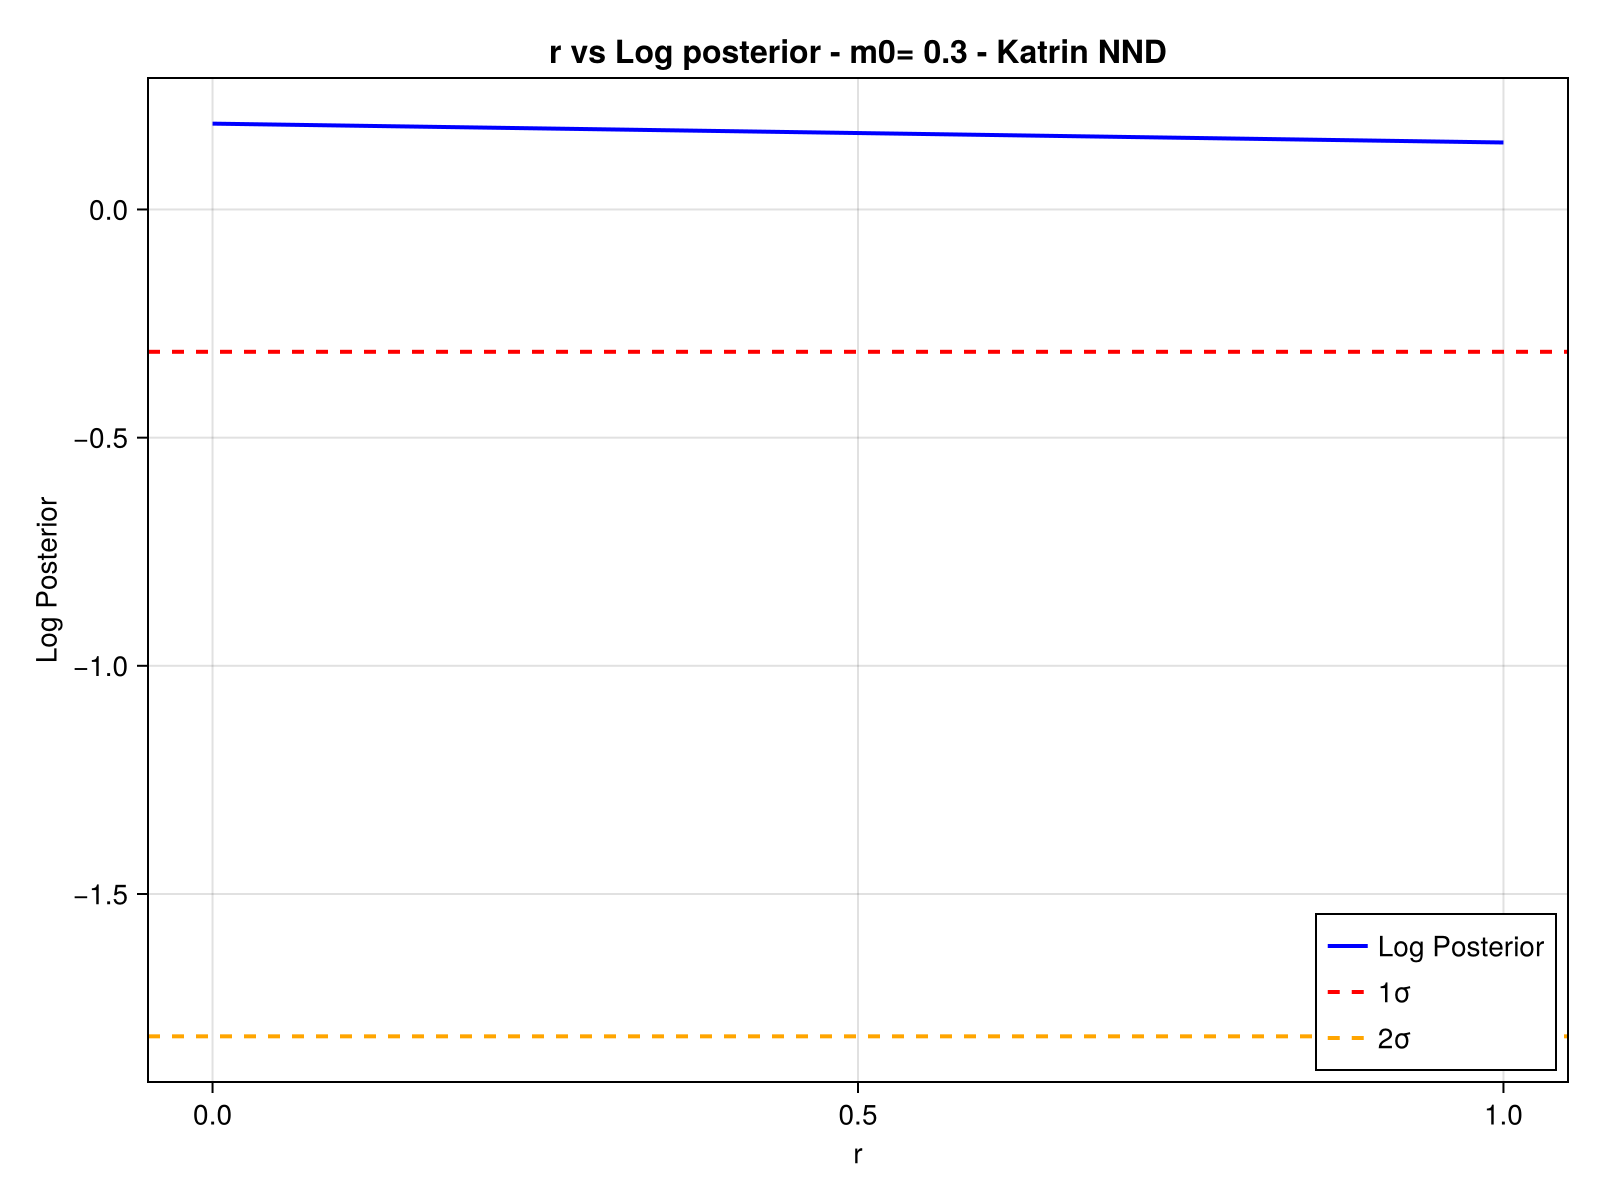 r vs Log posterior - m0= 0.3 - Katrin NND
Log Posterior
0.0
−0.5
−1.0
−1.5
0.0
0.5
1.0
r
Log Posterior
1σ
2σ